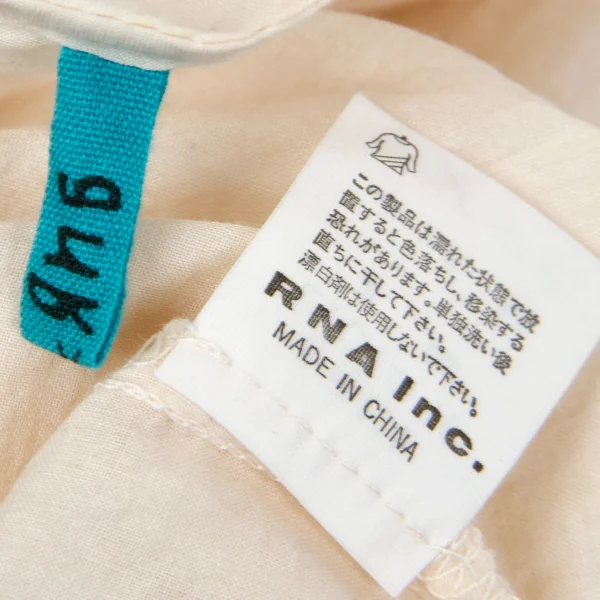 この製品は濡れた状態で放
置すると色落ちし、移染する
恐れがあります。単独洗い後
直ちに干して下さい。
漂白剤は使用しないで下さい。
RNA Inc.
MADE IN CHINA